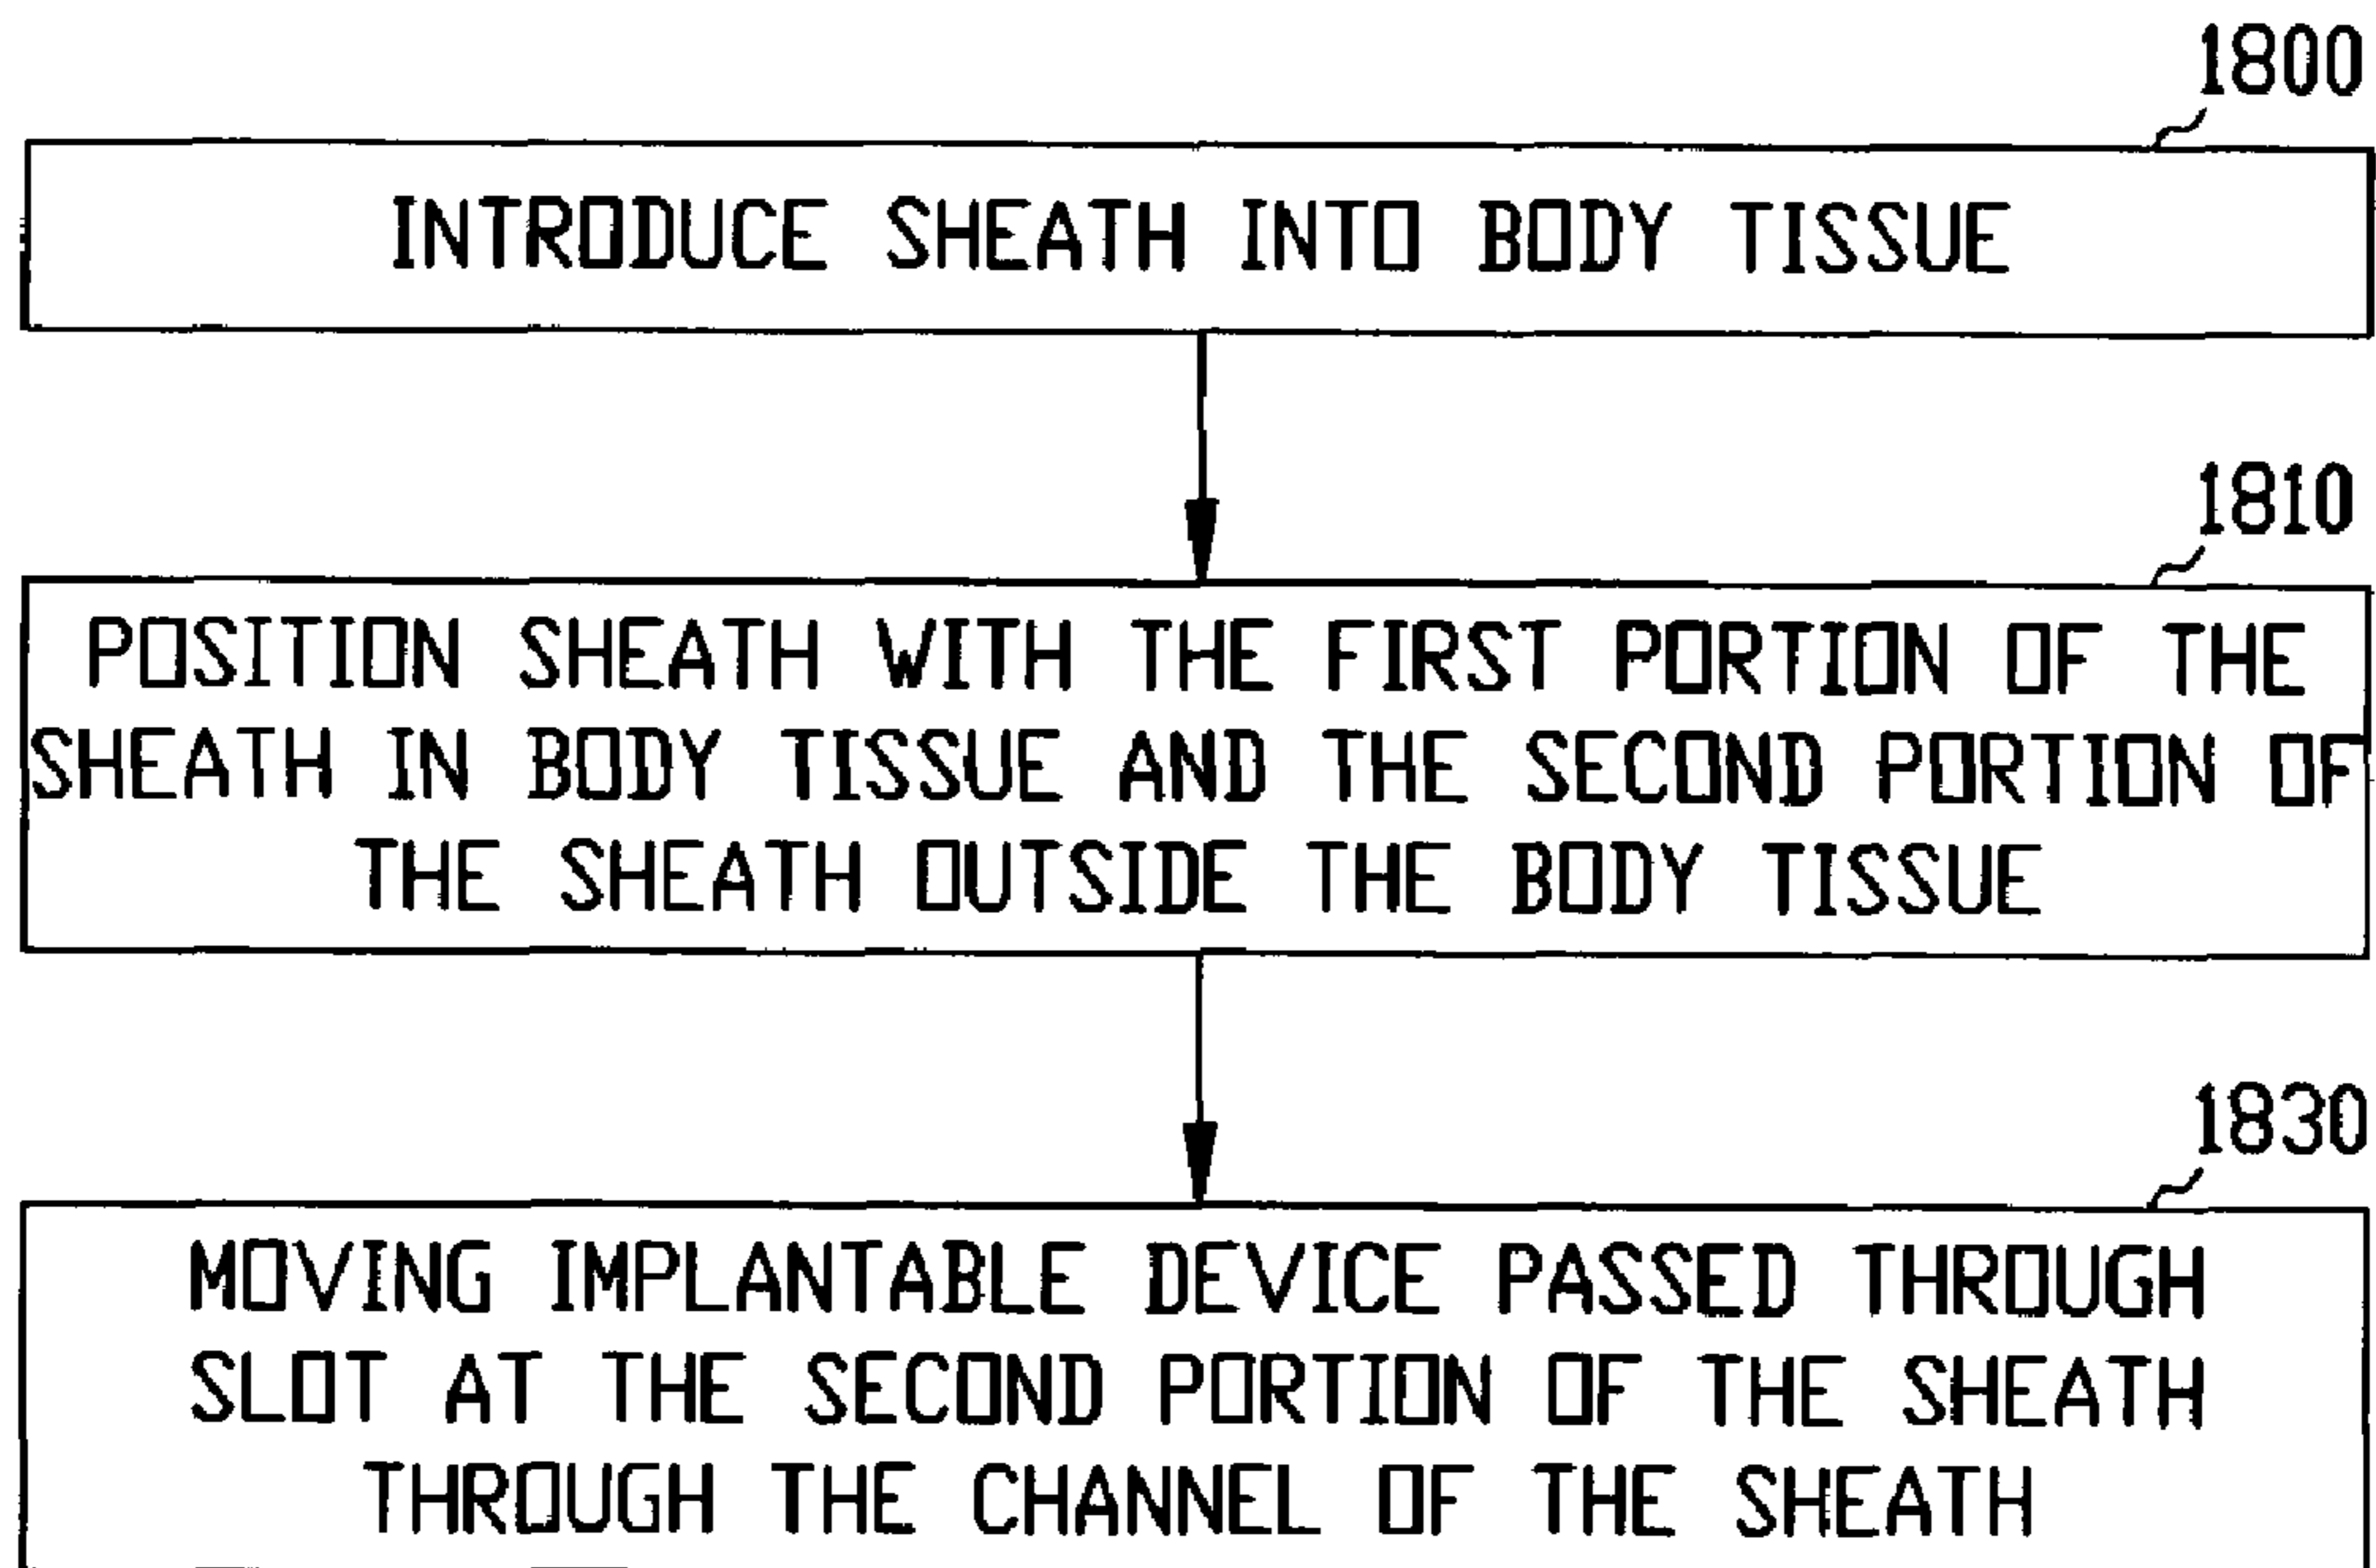 1800
INTRODUCE SHEATH INTO BODY TISSUE
1810
POSITION SHEATH WITH THE FIRST PORTION OF THE
SHEATH IN BODY TISSUE AND THE SECOND PORTION OF
THE SHEATH OUTSIDE THE BODY TISSUE
1830
MOVING IMPLANTABLE DEVICE PASSED THROUGH
SLOT AT THE SECOND PORTION OF THE SHEATH
THROUGH THE CHANNEL OF THE SHEATH